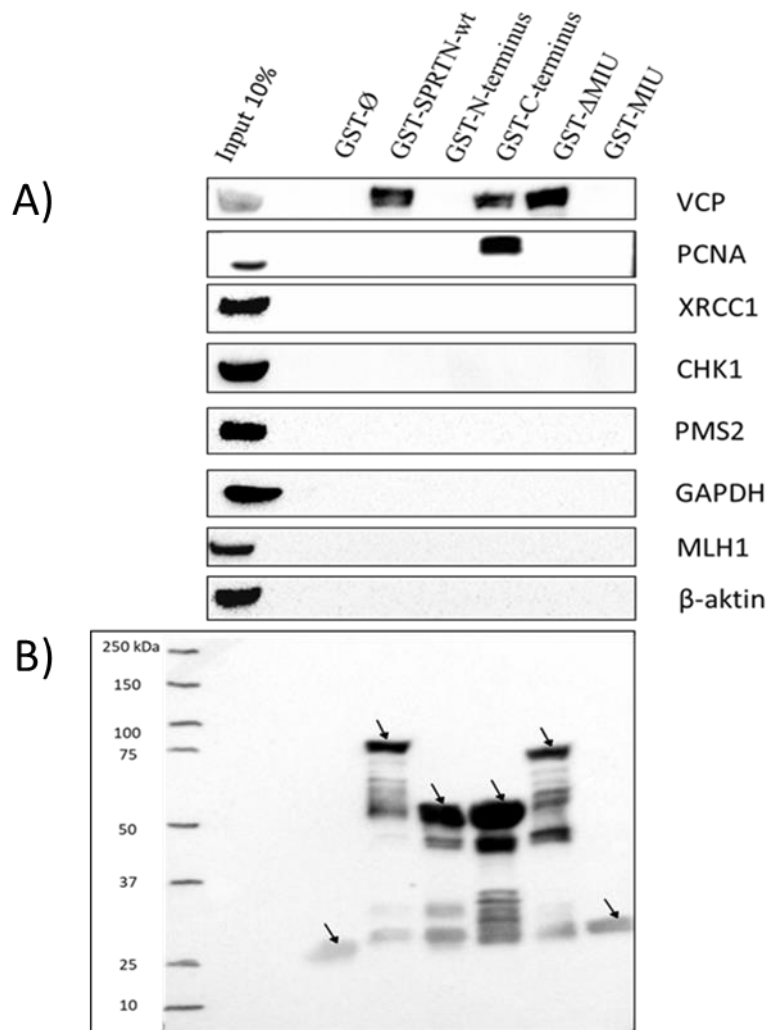 Input 10%
GST-Ø
GST-SPRTN-wt
GST-N-terminus
GST-C-terminus
GST-ΔMIU
GST-MIU
A)
VCP
PCNA
XRCC1
CHK1
PMS2
GAPDH
MLH1
β-aktin
B)
250 kDa
150
100
75
50
37
25
10